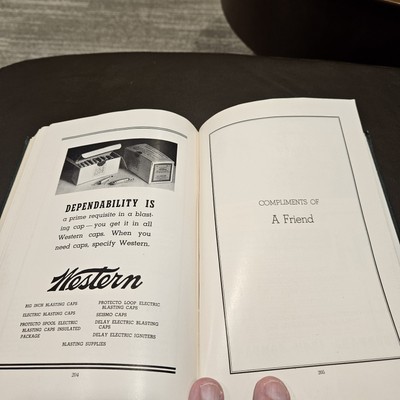 DEPENDABILITY IS
a prime requisite in a blast-
ing cap—you get it in all
Western caps. When you
need caps, specify Western.
Western
BIG INCH BLASTING CAPS
ELECTRIC BLASTING CAPS
PROTECTO SPOOL ELECTRIC
BLASTING CAPS INSULATED
PACKAGE
PROTECTO LOOP ELECTRIC
BLASTING CAPS
SEISMO CAPS
DELAY ELECTRIC BLASTING
CAPS
DELAY ELECTRIC IGNITERS
BLASTING SUPPLIES
204
COMPLIMENTS OF
A Friend
205